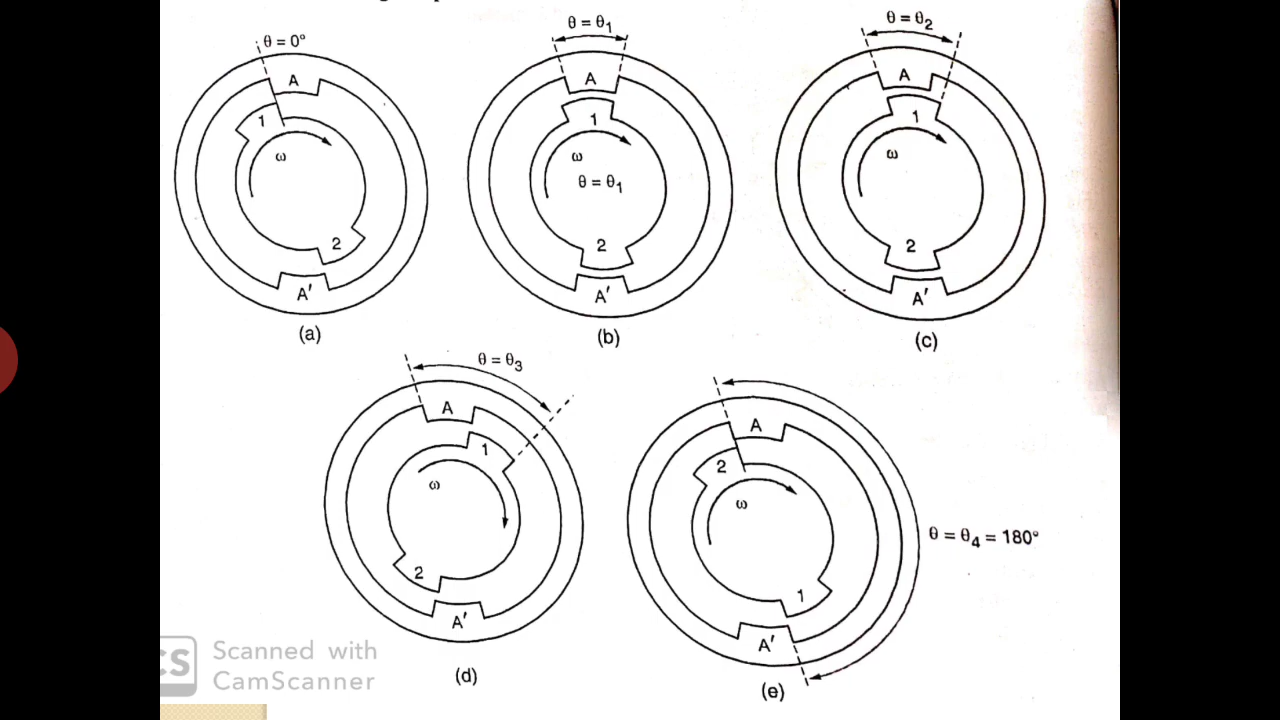 θ = 0°
A
1
ω
2
A′
(a)
θ = θ1
A
1
ω
θ = θ1
2
A′
(b)
θ = θ2
A
1
ω
2
A′
(c)
θ = θ3
A
1
ω
2
A′
(d)
A
2
ω
θ = θ4 = 180°
1
A′
(e)
CS
Scanned with
CamScanner